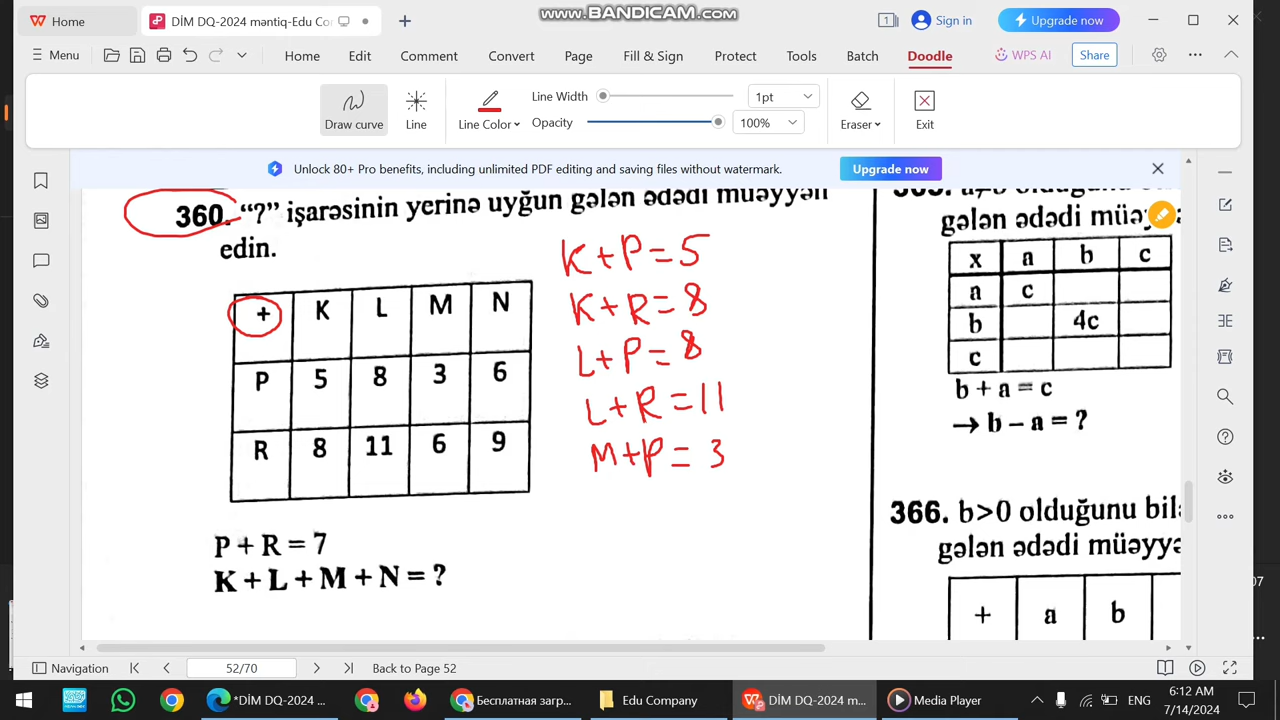 www.BANDICAM.com
Home
DİM DQ-2024 mantiq-Edu Co
Sign in
Upgrade now
Menu
Home
Edit
Comment
Convert
Page
Fill & Sign
Protect
Tools
Batch
Doodle
WPS AI
Share
Draw curve
Line
Line Color
Line Width
1pt
Opacity
100%
Eraser
Exit
Unlock 80+ Pro benefits, including unlimited PDF editing and saving files without watermark.
Upgrade now
360. “?” işarəsinin yerinə uyğun gələn ədədi müəyyən
edin.
+ K L M N
P 5 8 3 6
R 8 11 6 9
P + R = 7
K + L + M + N = ?
K+P=5
K+R=8
L+P=8
L+R=11
M+P=3
gələn ədədi
x a b c
a c
b 4c
c
b + a = c
→ b – a = ?
366. b>0 olduğunu bil
gələn ədədi müəyyə
+ a b
Navigation
52/70
Back to Page 52
07
*DİM DQ-2024 ...
Бесплатная загр...
Edu Company
DİM DQ-2024 m...
Media Player
ENG
6:12 AM
7/14/2024